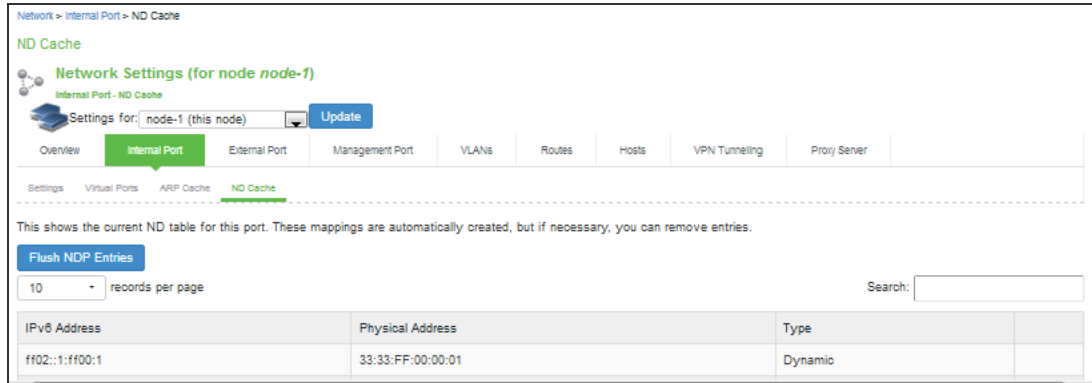 Network > Internal Port > ND Cache
ND Cache
Network Settings (for node node-1)
Internal Port - ND Cache
Settings for: node-1 (this node) Update
Overview Internal Port External Port Management Port VLANs Routes Hosts VPN Tunneling Proxy Server
Settings Virtual Ports ARP Cache ND Cache
This shows the current ND table for this port. These mappings are automatically created, but if necessary, you can remove entries.
Flush NDP Entries
10 records per page Search:
IPv6 Address Physical Address Type
ff02::1:ff00:1 33:33:FF:00:00:01 Dynamic